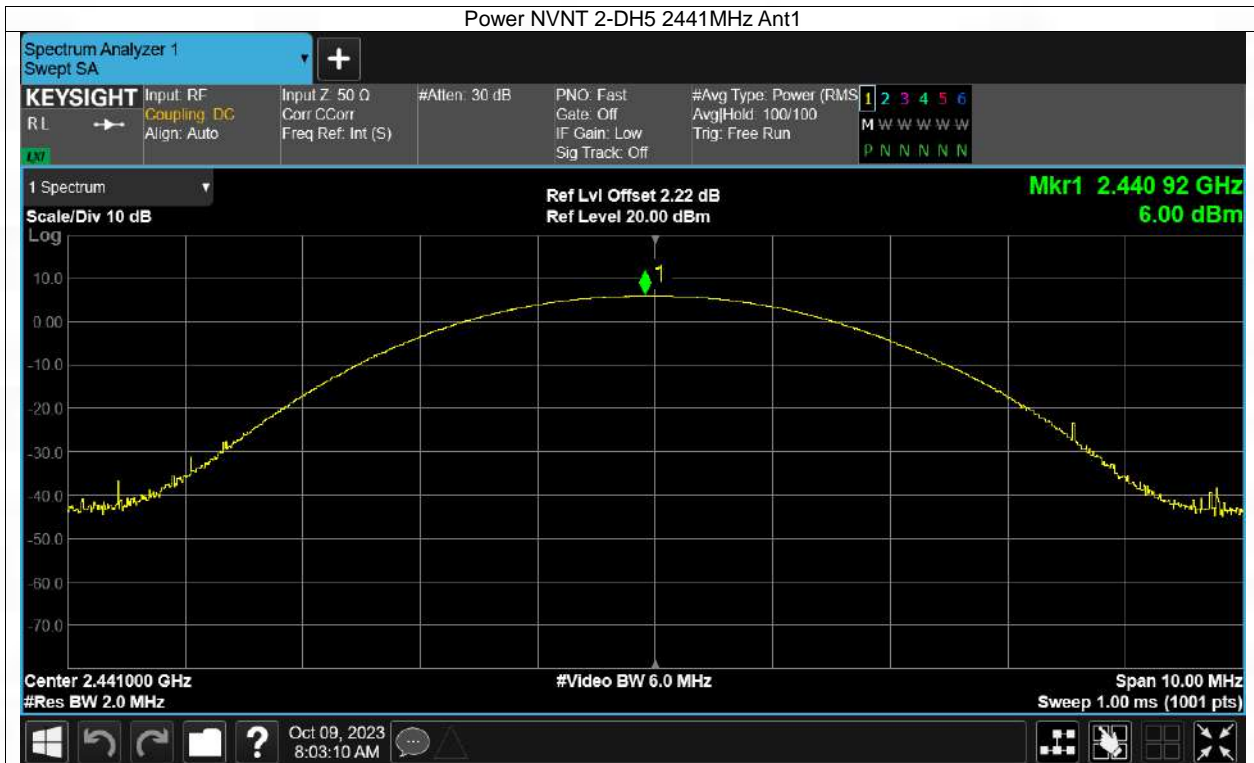 Power NVNT 2-DH5 2441MHz Ant1
Spectrum Analyzer 1
Swept SA
KEYSIGHT Input: RF Input Z: 50 Ω #Atten: 30 dB PNO: Fast #Avg Type: Power (RMS 1 2 3 4 5 6
RL Coupling: DC Corr CCorr Gate: Off Avg|Hold: 100/100 M W W W W W
Align: Auto Freq Ref: Int (S) IF Gain: Low Trig: Free Run
LXI Sig Track: Off P N N N N N
1 Spectrum Ref Lvl Offset 2.22 dB Mkr1 2.440 92 GHz
Scale/Div 10 dB Ref Level 20.00 dBm 6.00 dBm
Log
1
10.0
0.00
-10.0
-20.0
-30.0
-40.0
-50.0
-60.0
-70.0
Center 2.441000 GHz #Video BW 6.0 MHz Span 10.00 MHz
#Res BW 2.0 MHz Sweep 1.00 ms (1001 pts)
? Oct 09, 2023
8:03:10 AM